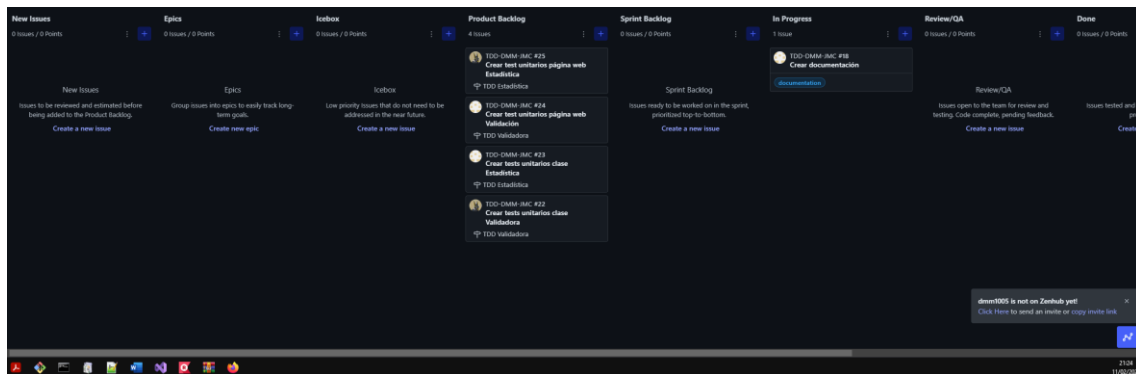 New Issues
0 Issues / 0 Points
New Issues
Issues to be reviewed and estimated before
being added to the Product Backlog.
Create a new issue
Epics
0 Issues / 0 Points
Epics
Group issues into epics to easily track long-
term goals.
Create new epic
Icebox
0 Issues / 0 Points
Icebox
Low priority issues that do not need to be
addressed in the near future.
Create a new issue
Product Backlog
4 Issues
TDD-DMM-JMC #25
Crear test unitarios página web
Estadística
TDD Estadística
TDD-DMM-JMC #24
Crear test unitarios página web
Validación
TDD Validadora
TDD-DMM-JMC #23
Crear tests unitarios clase
Estadística
TDD Estadística
TDD-DMM-JMC #22
Crear tests unitarios clase
Validadora
TDD Validadora
Sprint Backlog
0 Issues / 0 Points
Sprint Backlog
Issues ready to be worked on in the sprint,
prioritized top-to-bottom.
Create a new issue
In Progress
1 Issue
TDD-DMM-JMC #18
Crear documentación
documentation
Review/QA
0 Issues / 0 Points
Review/QA
Issues open to the team for review and
testing. Code complete, pending feedback.
Create a new issue
Done
0 Issues / 0 Points
Issues tested and
pr
Create
dmm1005 is not on Zenhub yet!
Click Here to send an invite or copy invite link
21:24
11/02/20